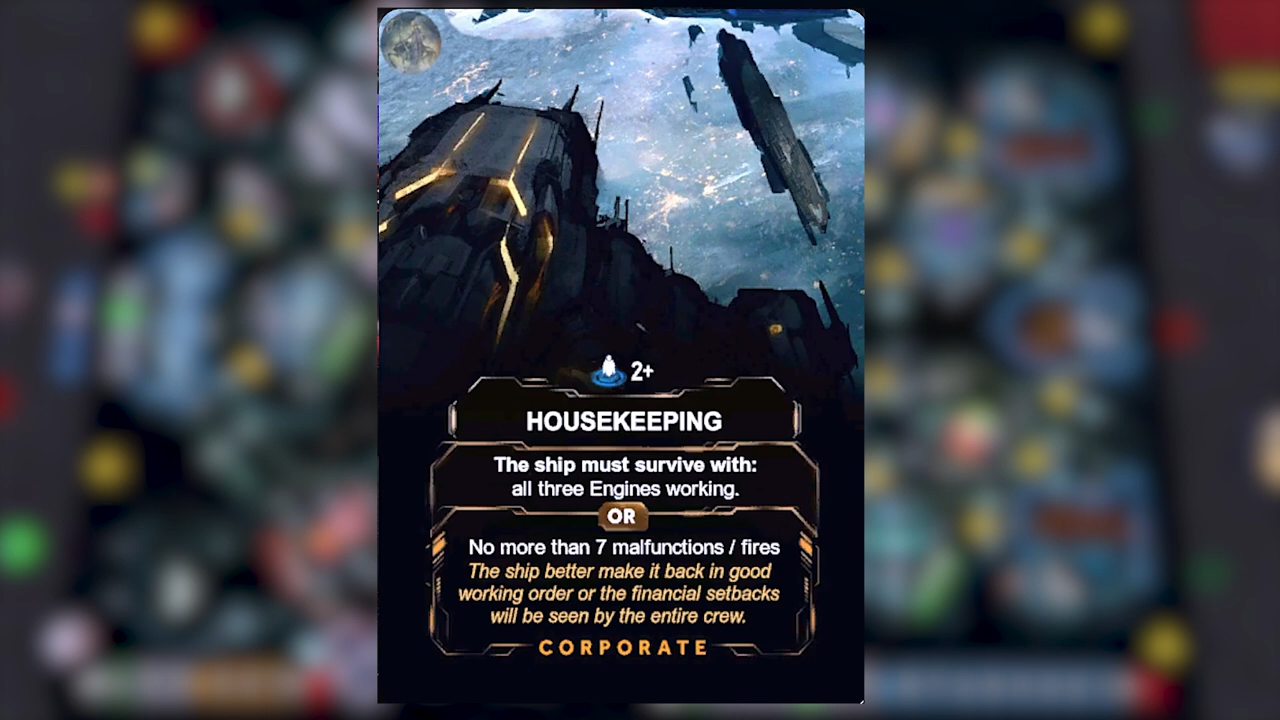 2+
HOUSEKEEPING
The ship must survive with:
all three Engines working.
OR
No more than 7 malfunctions / fires
The ship better make it back in good
working order or the financial setbacks
will be seen by the entire crew.
CORPORATE